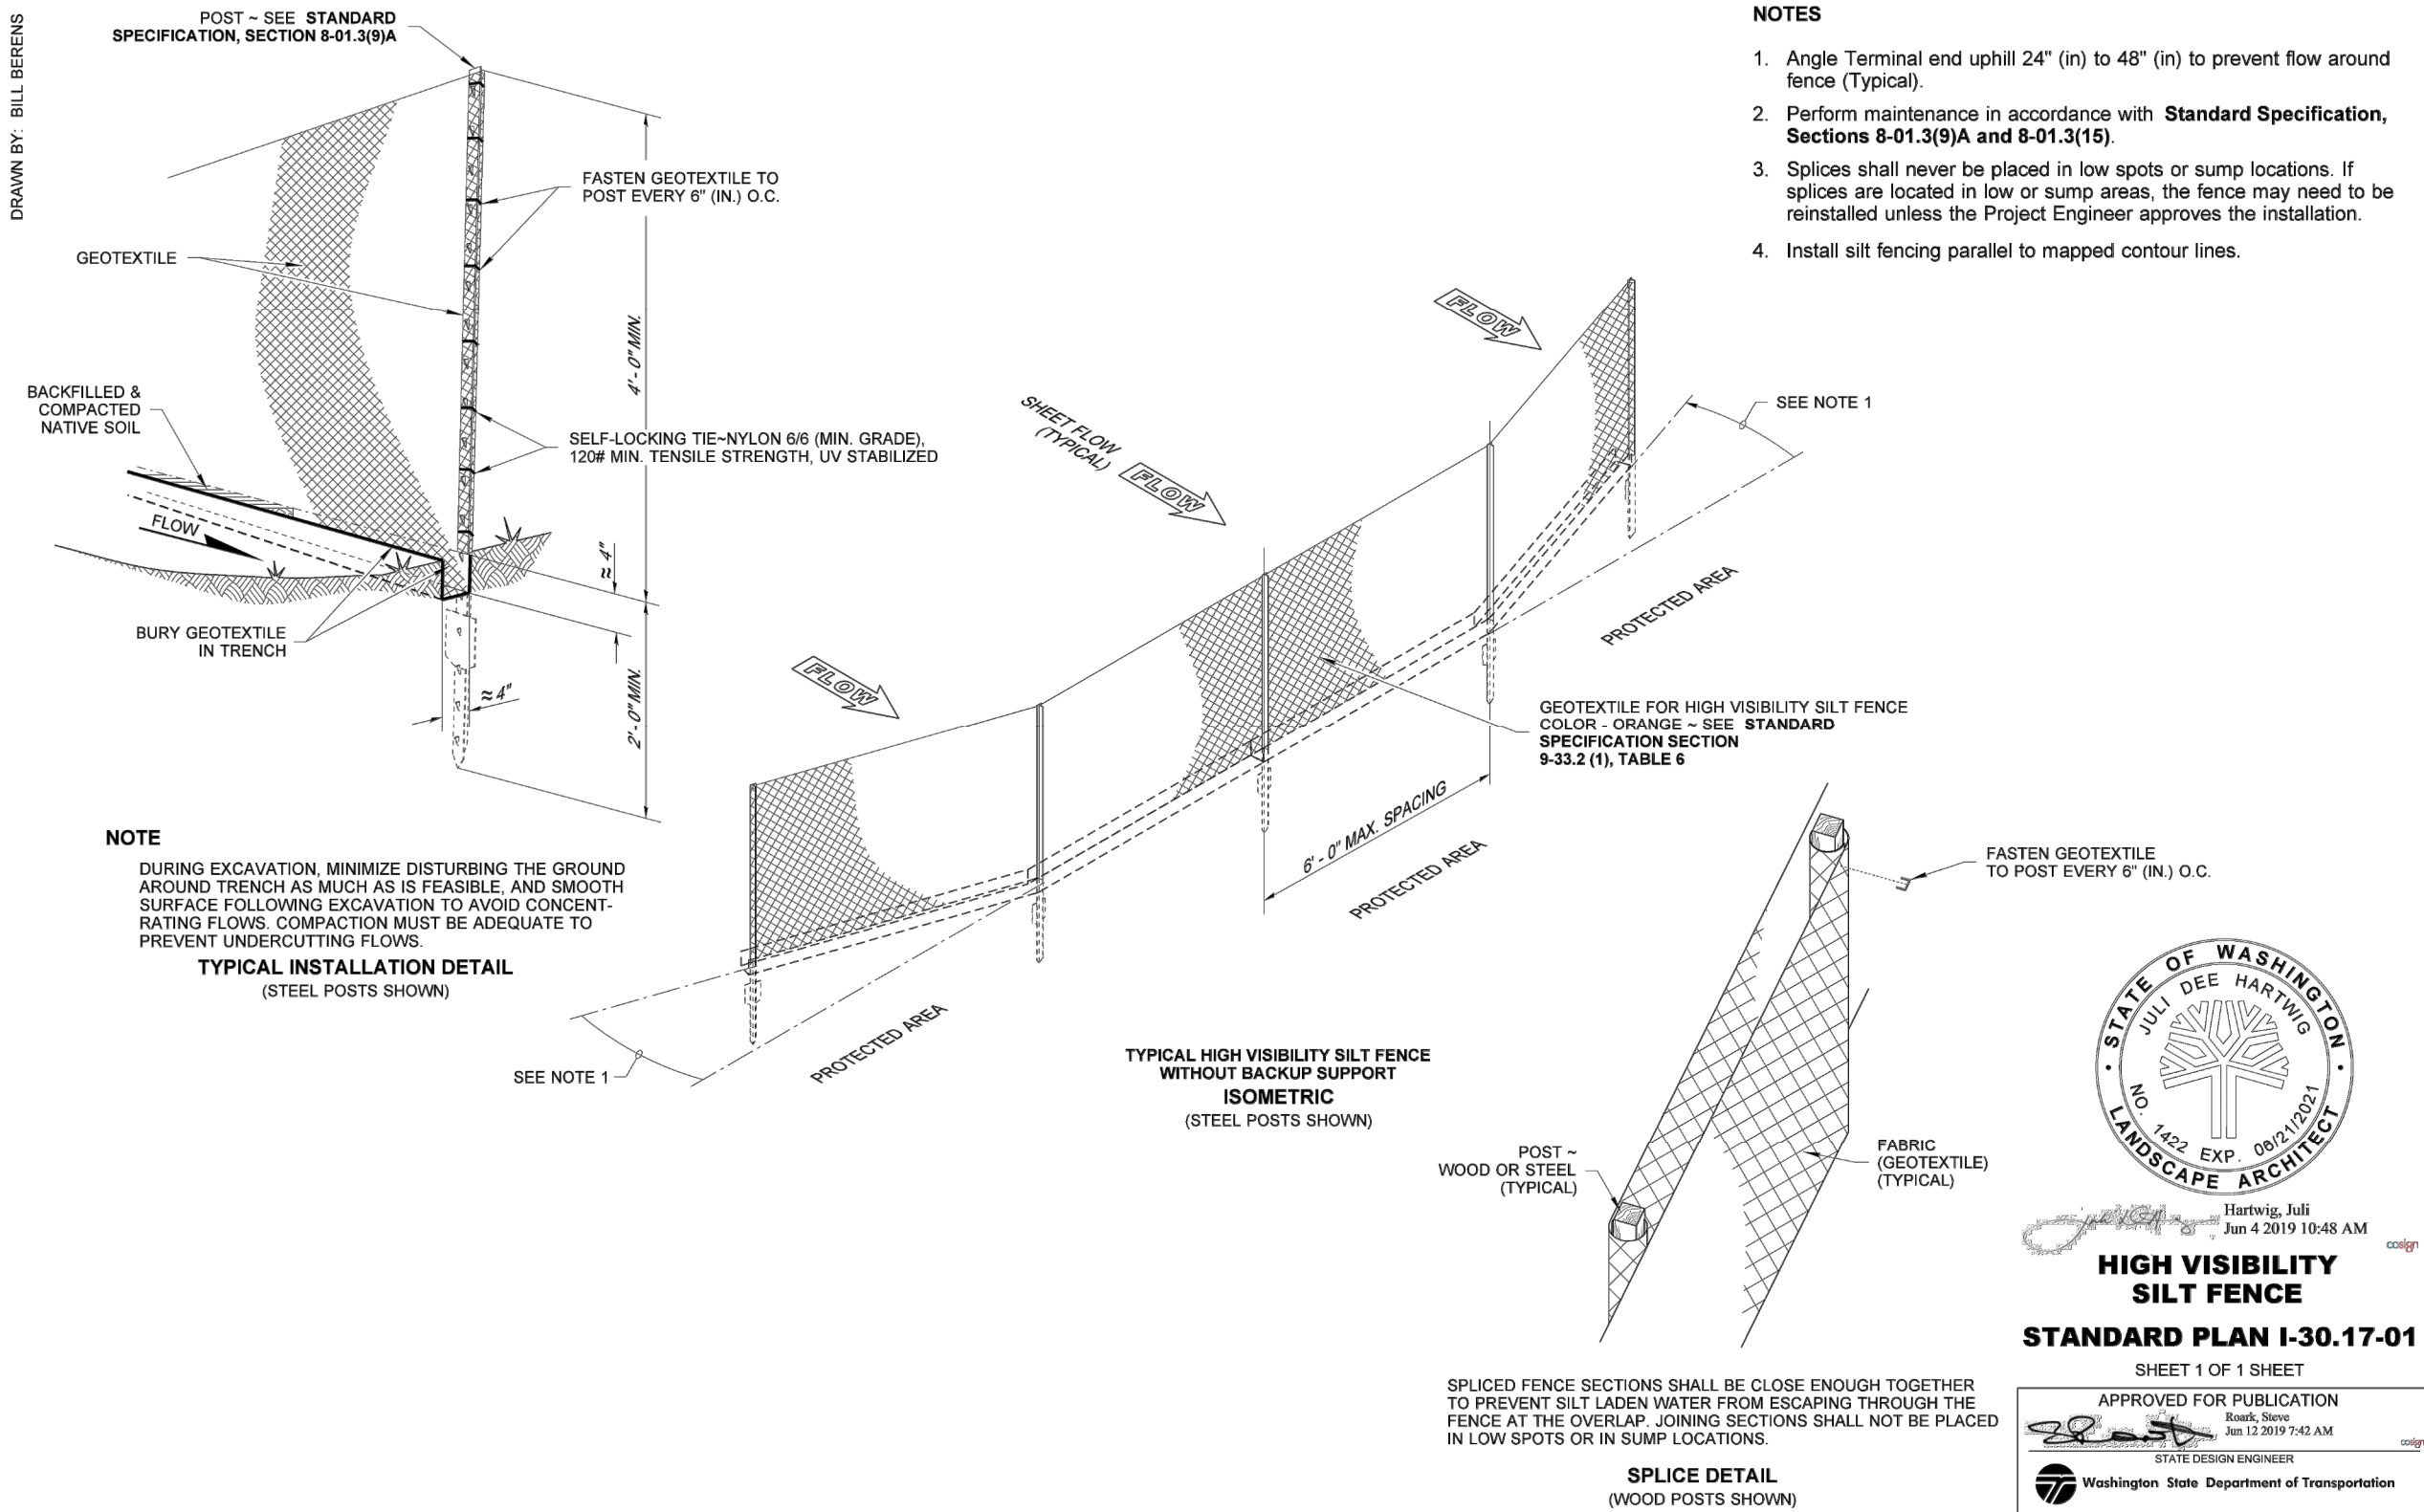 DRAWN BY: BILL BERENS
POST ~ SEE STANDARD
SPECIFICATION, SECTION 8-01.3(9)A
FASTEN GEOTEXTILE TO
POST EVERY 6" (IN.) O.C.
GEOTEXTILE
4'- 0" MIN.
BACKFILLED &
COMPACTED
NATIVE SOIL
SELF-LOCKING TIE~NYLON 6/6 (MIN. GRADE),
120# MIN. TENSILE STRENGTH, UV STABILIZED
FLOW
≈ 4"
BURY GEOTEXTILE
IN TRENCH
≈ 4"
2'- 0" MIN.
NOTE
DURING EXCAVATION, MINIMIZE DISTURBING THE GROUND
AROUND TRENCH AS MUCH AS IS FEASIBLE, AND SMOOTH
SURFACE FOLLOWING EXCAVATION TO AVOID CONCENT-
RATING FLOWS. COMPACTION MUST BE ADEQUATE TO
PREVENT UNDERCUTTING FLOWS.
TYPICAL INSTALLATION DETAIL
(STEEL POSTS SHOWN)
NOTES
1. Angle Terminal end uphill 24" (in) to 48" (in) to prevent flow around
fence (Typical).
2. Perform maintenance in accordance with Standard Specification,
Sections 8-01.3(9)A and 8-01.3(15).
3. Splices shall never be placed in low spots or sump locations. If
splices are located in low or sump areas, the fence may need to be
reinstalled unless the Project Engineer approves the installation.
4. Install silt fencing parallel to mapped contour lines.
FLOW
SHEET FLOW
(TYPICAL)
FLOW
SEE NOTE 1
FLOW
PROTECTED AREA
GEOTEXTILE FOR HIGH VISIBILITY SILT FENCE
COLOR - ORANGE ~ SEE STANDARD
SPECIFICATION SECTION
9-33.2 (1), TABLE 6
6' - 0" MAX. SPACING
PROTECTED AREA
PROTECTED AREA
SEE NOTE 1
TYPICAL HIGH VISIBILITY SILT FENCE
WITHOUT BACKUP SUPPORT
ISOMETRIC
(STEEL POSTS SHOWN)
FASTEN GEOTEXTILE
TO POST EVERY 6" (IN.) O.C.
POST ~
WOOD OR STEEL
(TYPICAL)
FABRIC
(GEOTEXTILE)
(TYPICAL)
SPLICED FENCE SECTIONS SHALL BE CLOSE ENOUGH TOGETHER
TO PREVENT SILT LADEN WATER FROM ESCAPING THROUGH THE
FENCE AT THE OVERLAP. JOINING SECTIONS SHALL NOT BE PLACED
IN LOW SPOTS OR IN SUMP LOCATIONS.
SPLICE DETAIL
(WOOD POSTS SHOWN)
STATE OF WASHINGTON
JULI DEE HARTWIG
NO. 1422 EXP. 06/21/2021
LANDSCAPE ARCHITECT
Hartwig, Juli
Jun 4 2019 10:48 AM
cosign
HIGH VISIBILITY
SILT FENCE
STANDARD PLAN I-30.17-01
SHEET 1 OF 1 SHEET
APPROVED FOR PUBLICATION
Roark, Steve
Jun 12 2019 7:42 AM
cosign
STATE DESIGN ENGINEER
Washington State Department of Transportation